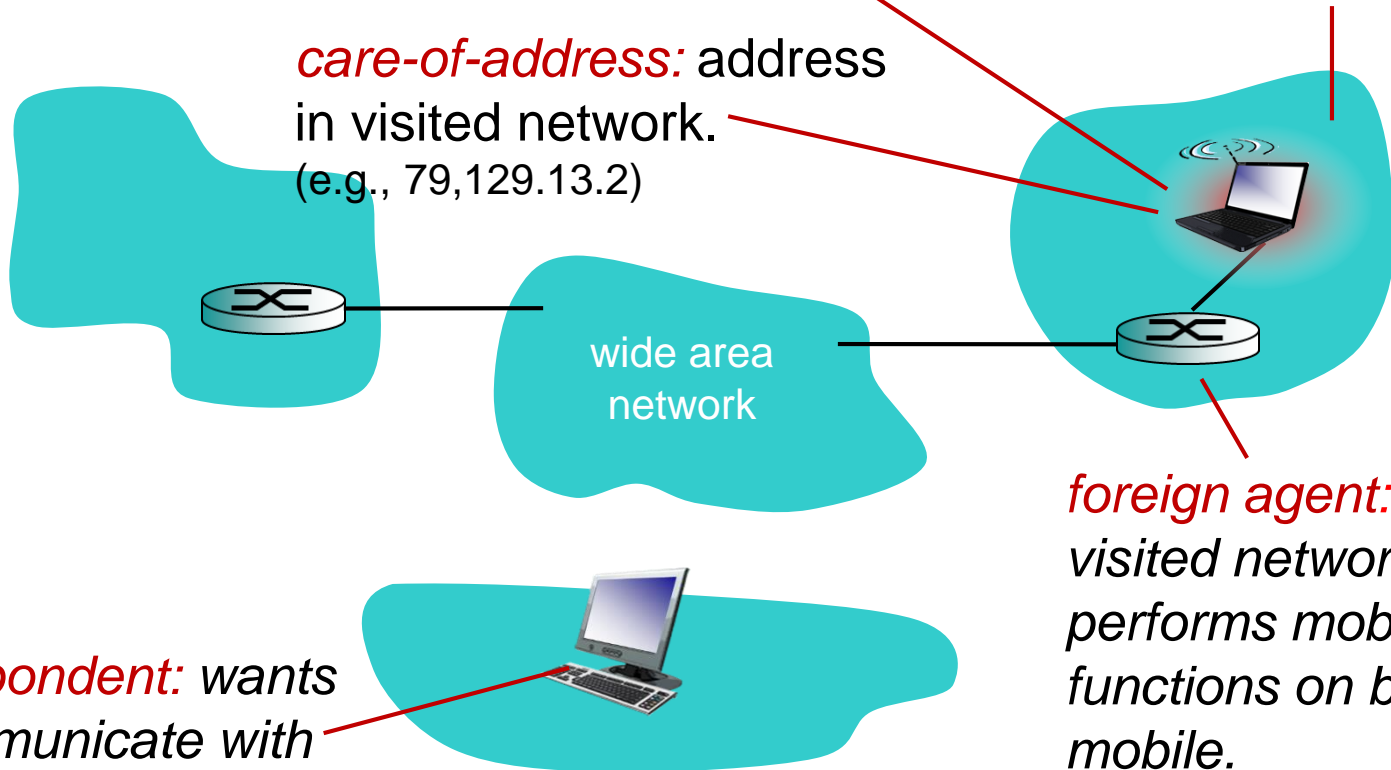 care-of-address: address
in visited network.
(e.g., 79,129.13.2)
wide area
network
foreign agent:
visited networ
performs mob
functions on b
mobile.
pondent: wants
municate with